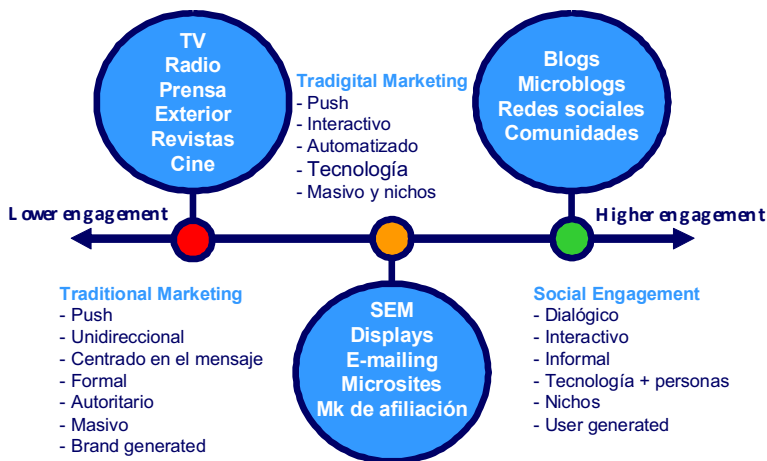 TV
Radio
Prensa
Exterior
Revistas
Cine
Tradigital Marketing
- Push
- Interactivo
- Automatizado
- Tecnología
- Masivo y nichos
Blogs
Microblogs
Redes sociales
Comunidades
Lower engagement
Higher engagement
Traditional Marketing
- Push
- Unidireccional
- Centrado en el mensaje
- Formal
- Autoritario
- Masivo
- Brand generated
SEM
Displays
E-mailing
Microsites
Mk de afiliación
Social Engagement
- Dialógico
- Interactivo
- Informal
- Tecnología + personas
- Nichos
- User generated